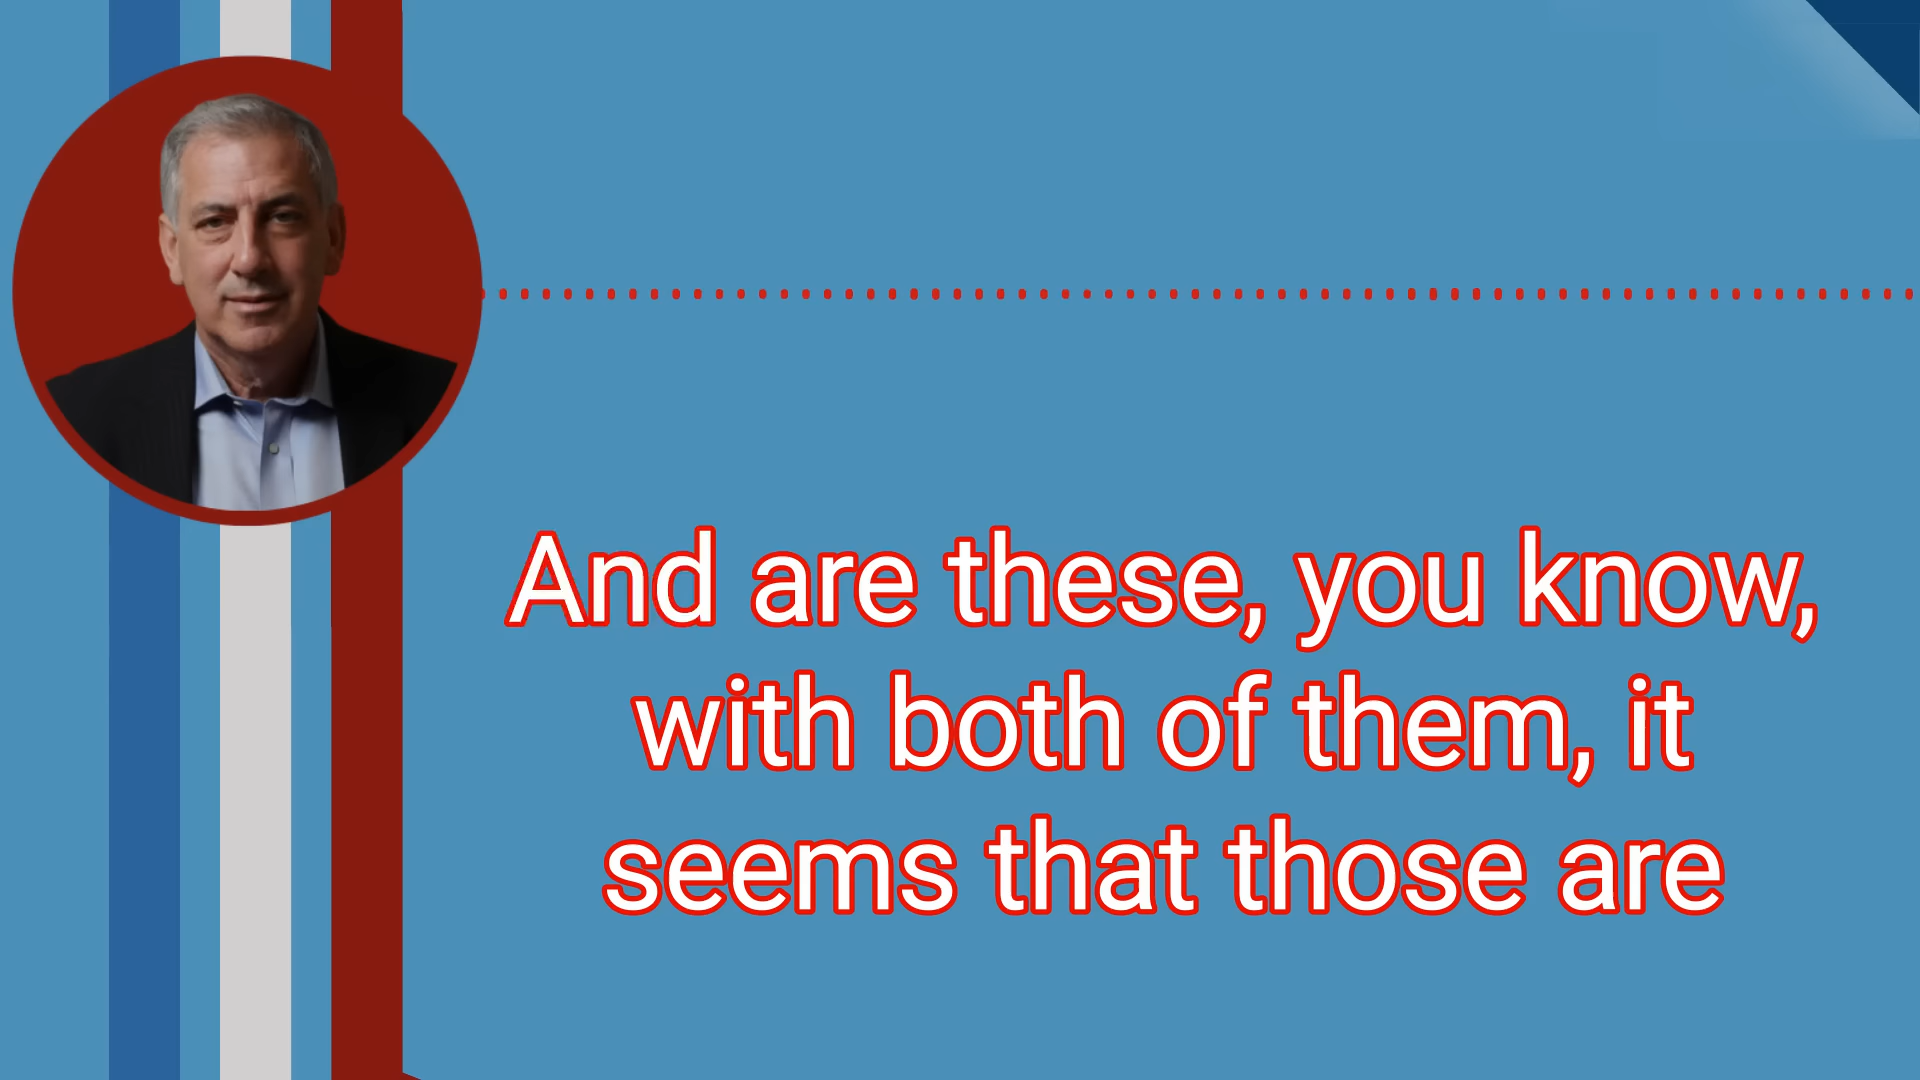 And are these, you know,
with both of them, it
seems that those are